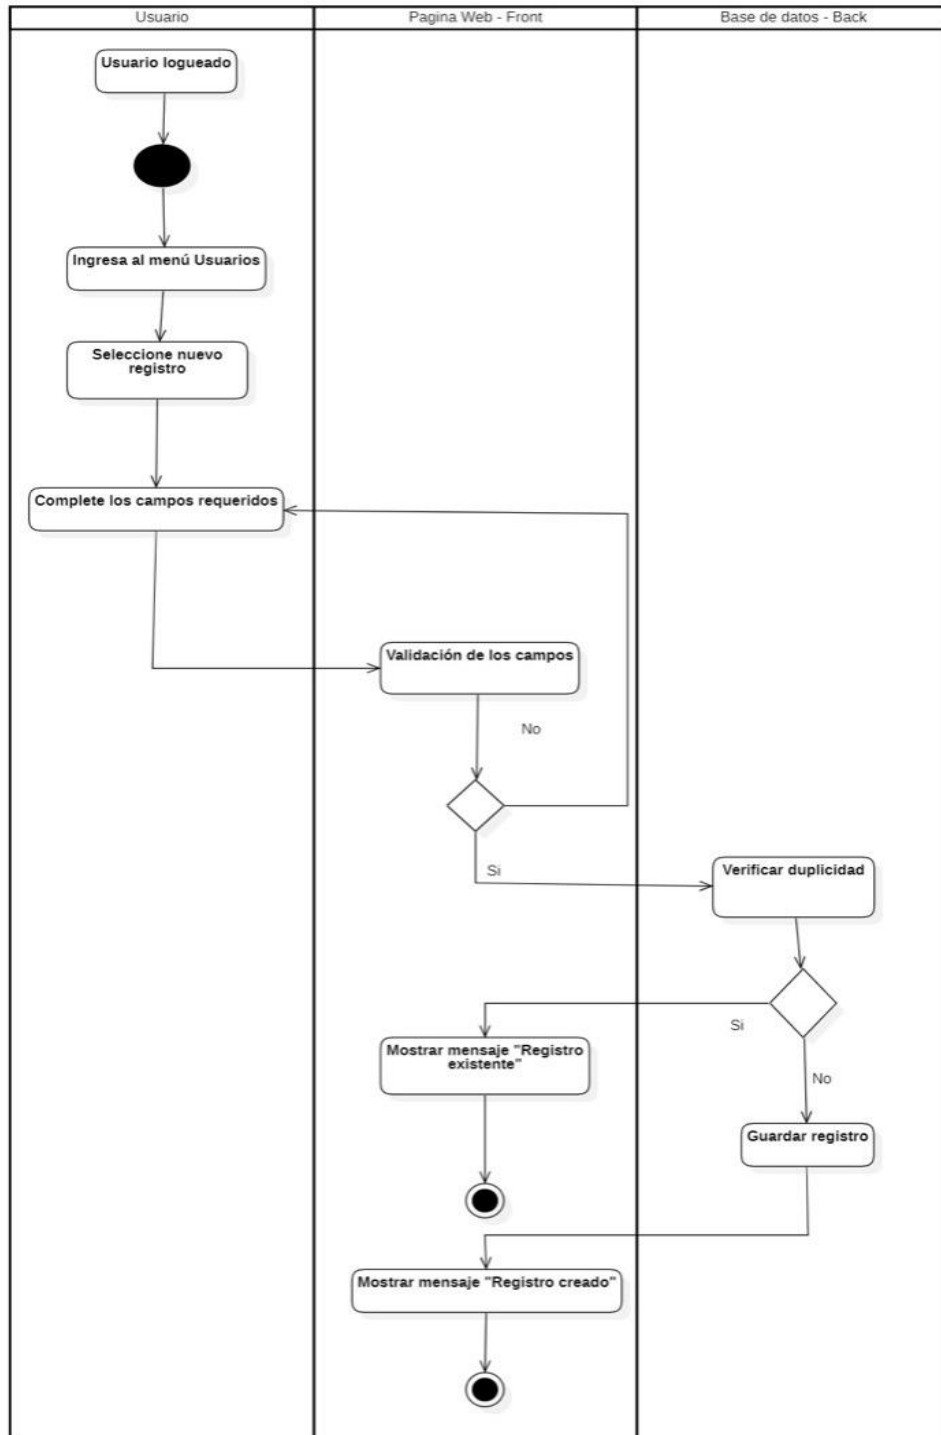 Usuario
Pagina Web - Front
Base de datos - Back
Usuario logueado
Ingresa al menú Usuarios
Seleccione nuevo
registro
Complete los campos requeridos
Validación de los campos
No
Si
Verificar duplicidad
Si
Mostrar mensaje "Registro
existente"
No
Guardar registro
Mostrar mensaje "Registro creado"